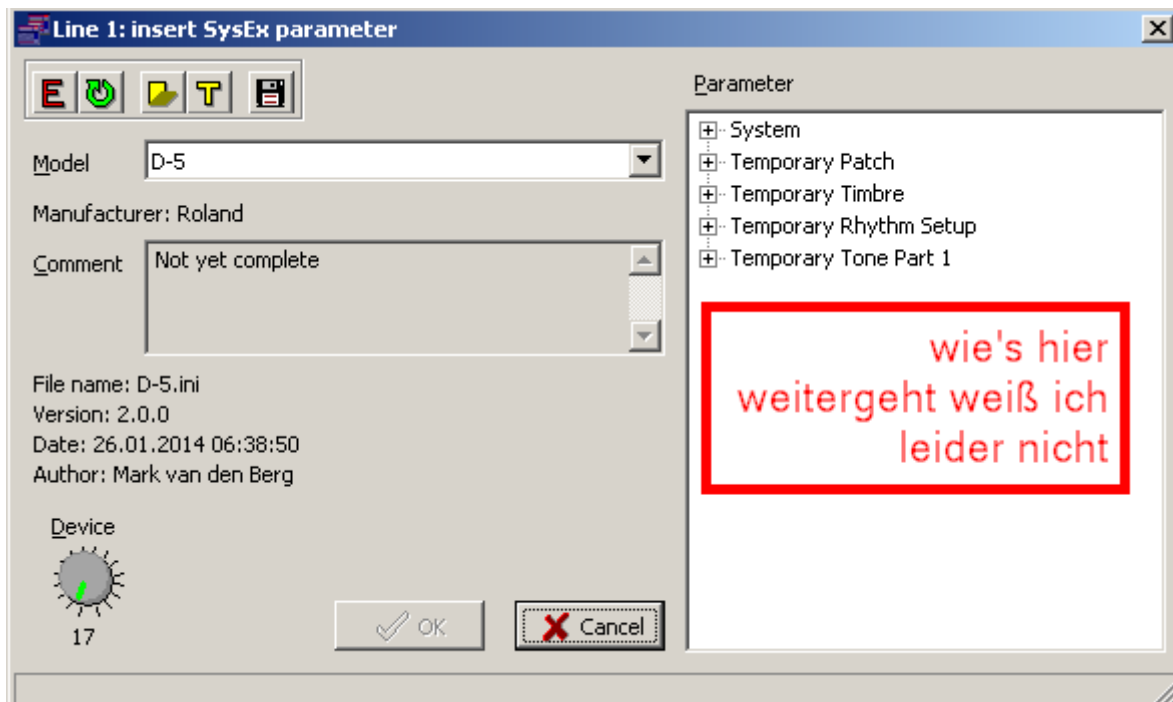 Line 1: insert SysEx parameter
E T
Model D-5
Manufacturer: Roland
Comment Not yet complete
File name: D-5.ini
Version: 2.0.0
Date: 26.01.2014 06:38:50
Author: Mark van den Berg
Device
17
OK Cancel
Parameter
System
Temporary Patch
Temporary Timbre
Temporary Rhythm Setup
Temporary Tone Part 1
wie's hier
weitergeht weiß ich
leider nicht